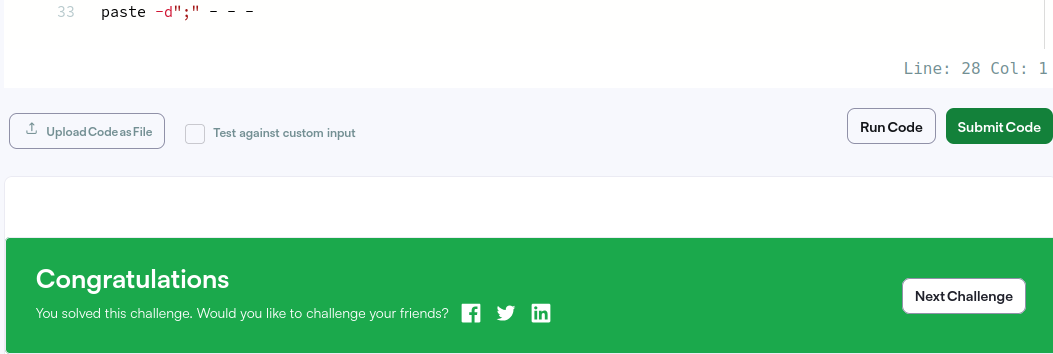 33 paste -d";" - - -
Line: 28 Col: 1
Upload Code as File
Test against custom input
Run Code
Submit Code
Congratulations
You solved this challenge. Would you like to challenge your friends?
Next Challenge